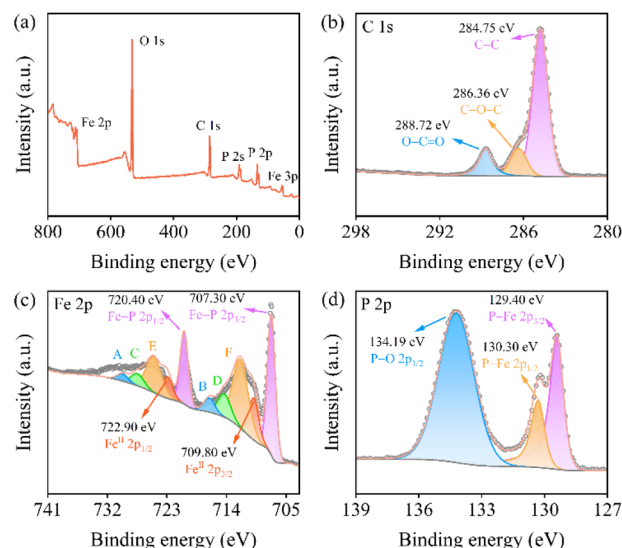 (a)
O 1s
Fe 2p
C 1s
P 2s
P 2p
Fe 3p
Intensity (a.u.)
800 600 400 200 0
Binding energy (eV)
(b)
C 1s
284.75 eV
C–C
286.36 eV
C–O–C
288.72 eV
O–C=O
Intensity (a.u.)
298 292 286 280
Binding energy (eV)
(c)
Fe 2p
720.40 eV
Fe–P 2p1/2
707.30 eV
Fe–P 2p3/2
A
C
E
B
D
F
722.90 eV
FeII 2p1/2
709.80 eV
FeII 2p3/2
Intensity (a.u.)
741 732 723 714 705
Binding energy (eV)
(d)
P 2p
129.40 eV
P–Fe 2p3/2
134.19 eV
P–O 2p1/2
130.30 eV
P–Fe 2p1/2
Intensity (a.u.)
139 136 133 130 127
Binding energy (eV)